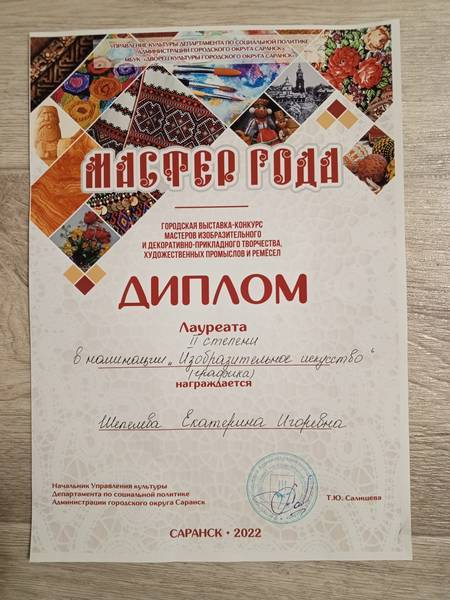 УПРАВЛЕНИЕ КУЛЬТУРЫ ДЕПАРТАМЕНТА ПО СОЦИАЛЬНОЙ ПОЛИТИКЕ
АДМИНИСТРАЦИИ ГОРОДСКОГО ОКРУГА САРАНСК
МБУК «ДВОРЕЦ КУЛЬТУРЫ ГОРОДСКОГО ОКРУГА САРАНСК»
МАСТЕР ГОДА
ГОРОДСКАЯ ВЫСТАВКА-КОНКУРС
МАСТЕРОВ ИЗОБРАЗИТЕЛЬНОГО
И ДЕКОРАТИВНО-ПРИКЛАДНОГО ТВОРЧЕСТВА,
ХУДОЖЕСТВЕННЫХ ПРОМЫСЛОВ И РЕМЁСЕЛ
ДИПЛОМ
Лауреата
II степени
в номинации „Изобразительное искусство“
(графика)
награждается
Шепелева Екатерина Игоревна
Начальник Управления культуры
Департамента по социальной политике
Администрации городского округа Саранск
Т.Ю. Салищева
САРАНСК • 2022